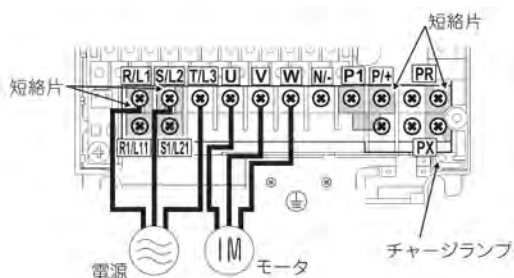 短絡片
R/L1 S/L2 T/L3 U V W N/- P1 P/+ PR
短絡片
R1/L11 S1/L21 PX
電源 IM モータ チャージランプ